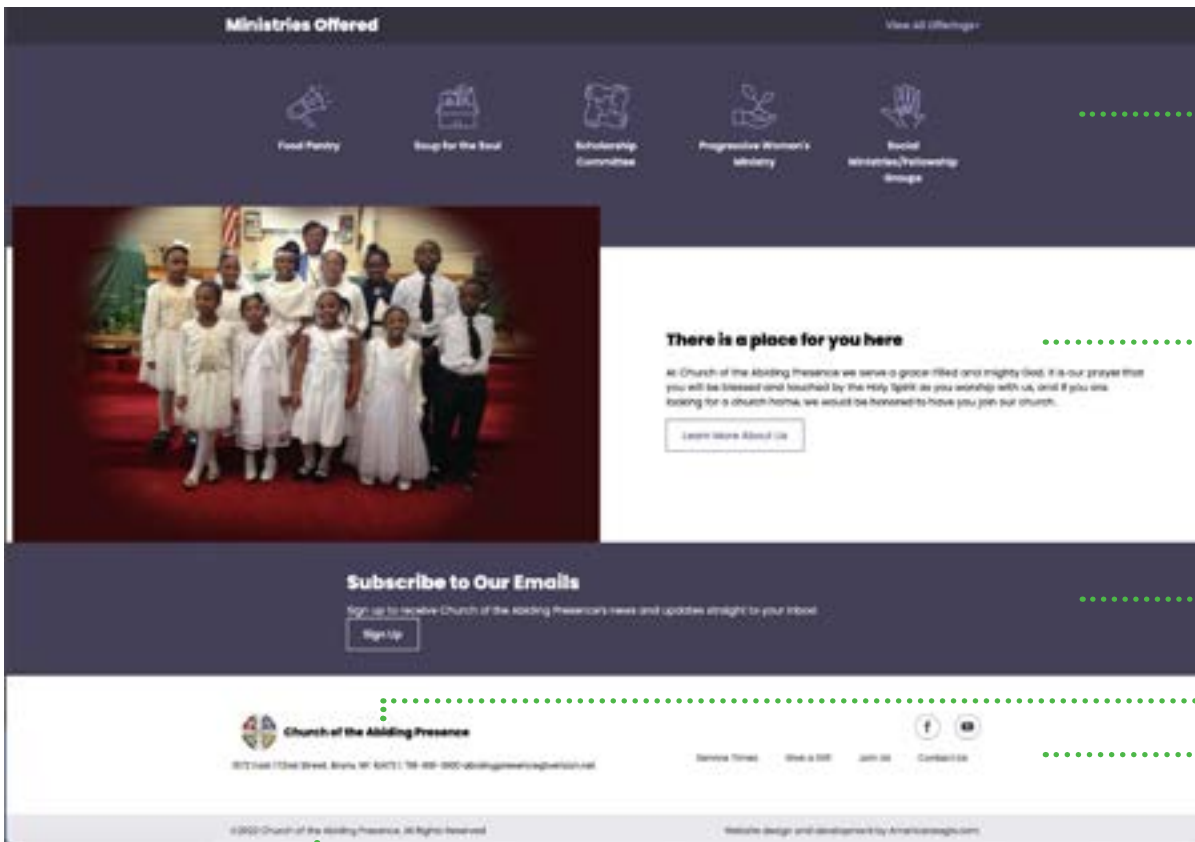 Ministries Offered
View All Offerings>
Food Pantry
Soup for the Soul
Scholarship
Committee
Progressive Women's
Ministry
Social
Ministries/Fellowship
Groups
There is a place for you here
At Church of the Abiding Presence we serve a grace filled and mighty God. It is our prayer that
you will be blessed and touched by the Holy Spirit as you worship with us, and if you are
looking for a church home, we would be honored to have you join our church.
Learn More About Us
Subscribe to Our Emails
Sign up to receive Church of the Abiding Presence's news and updates straight to your inbox!
Sign Up
Church of the Abiding Presence
Street, Bronx, NY
Service Times
Give a Gift
Join Us
Contact Us
©2022 Church of the Abiding Presence. All Rights Reserved
Website design and development by Americaneagle.com